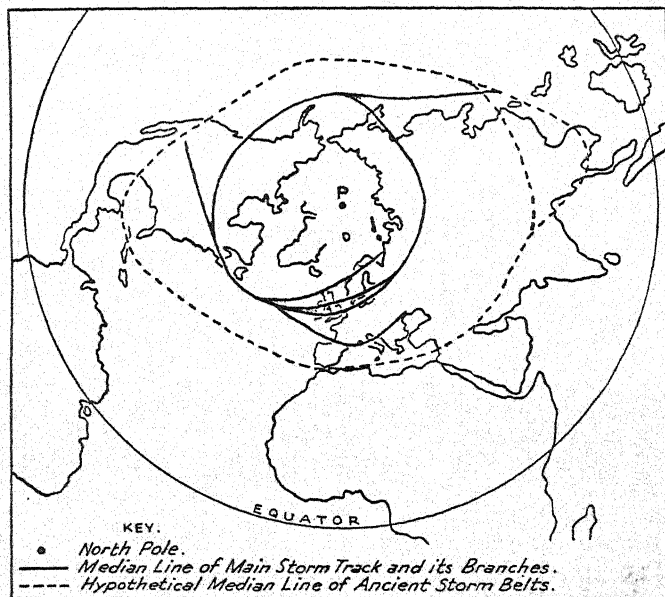 P
EQUATOR
KEY.
North Pole.
Median Line of Main Storm Track and its Branches.
Hypothetical Median Line of Ancient Storm Belts.